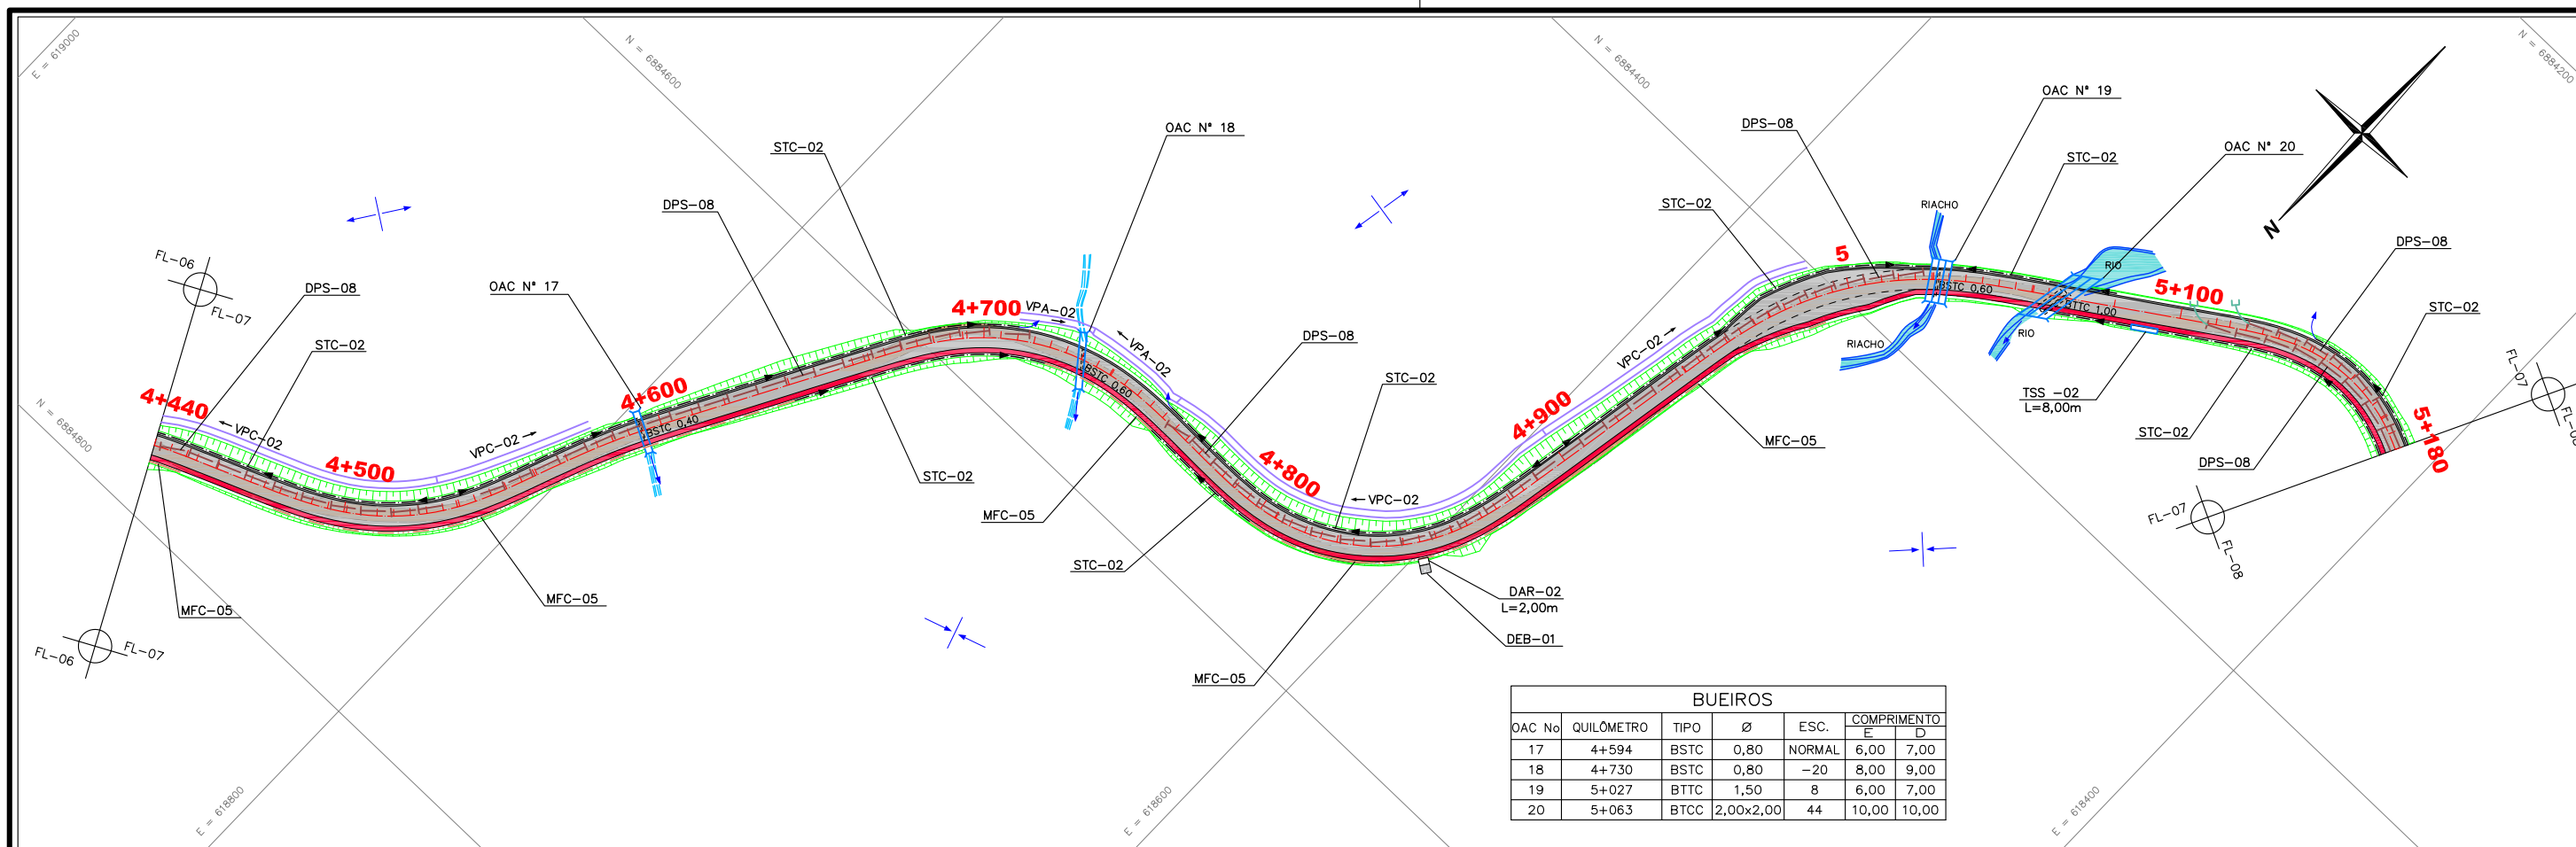 E = 619000
N = 6884600
N = 6884400
N = 6884200
OAC N° 19
DPS-08
OAC N° 18
STC-02
OAC N° 20
STC-02
DPS-08
STC-02
RIACHO
N
DPS-08
FL-06
FL-07
DPS-08
OAC N° 17
STC-02
4+700
VPA-02
VPA-02
DPS-08
STC-02
BSTC 0,60
VPC-02
5
BSTC 0,60
RIO
BTTC 1,00
5+100
STC-02
RIACHO
RIO
TSS -02
L=8,00m
STC-02
DPS-08
FL-07
5+180
4+440
VPC-02
4+500
VPC-02
4+600
BSTC 0,40
STC-02
MFC-05
STC-02
4+800
VPC-02
4+900
MFC-05
N = 6884800
MFC-05
MFC-05
FL-06
FL-07
MFC-05
DAR-02
L=2,00m
DEB-01
FL-07
FL-08
E = 618800
E = 618600
E = 618400
BUEIROS
OAC No QUILÔMETRO TIPO Ø ESC. COMPRIMENTO
E D
17 4+594 BSTC 0,80 NORMAL 6,00 7,00
18 4+730 BSTC 0,80 -20 8,00 9,00
19 5+027 BTTC 1,50 8 6,00 7,00
20 5+063 BTCC 2,00x2,00 44 10,00 10,00